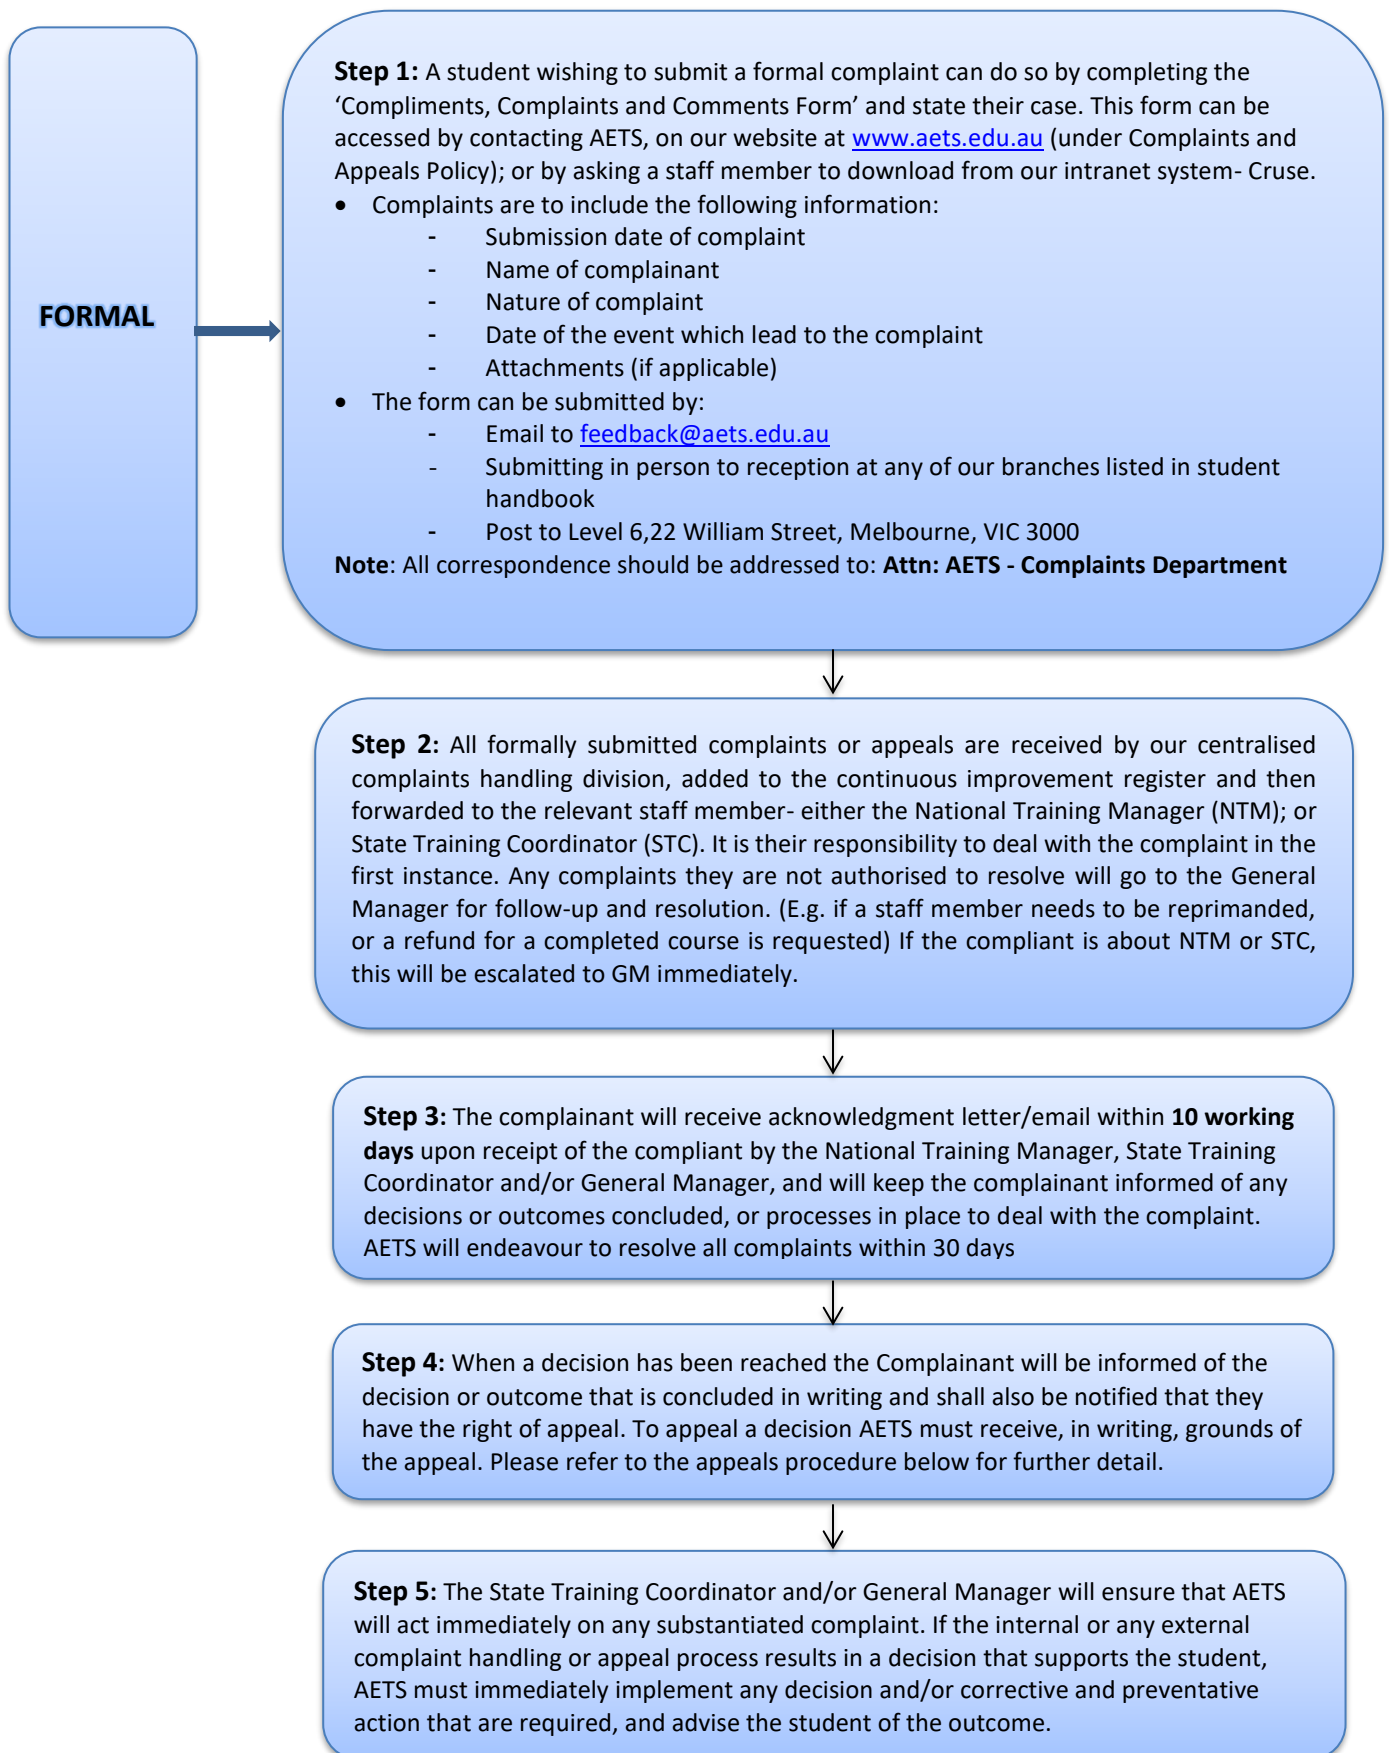 FORMAL
Step 1: A student wishing to submit a formal complaint can do so by completing the
‘Compliments, Complaints and Comments Form’ and state their case. This form can be
accessed by contacting AETS, on our website at www.aets.edu.au (under Complaints and
Appeals Policy); or by asking a staff member to download from our intranet system- Cruse.
• Complaints are to include the following information:
- Submission date of complaint
- Name of complainant
- Nature of complaint
- Date of the event which lead to the complaint
- Attachments (if applicable)
• The form can be submitted by:
- Email to feedback@aets.edu.au
- Submitting in person to reception at any of our branches listed in student
handbook
- Post to Level 6,22 William Street, Melbourne, VIC 3000
Note: All correspondence should be addressed to: Attn: AETS - Complaints Department
Step 2: All formally submitted complaints or appeals are received by our centralised
complaints handling division, added to the continuous improvement register and then
forwarded to the relevant staff member- either the National Training Manager (NTM); or
State Training Coordinator (STC). It is their responsibility to deal with the complaint in the
first instance. Any complaints they are not authorised to resolve will go to the General
Manager for follow-up and resolution. (E.g. if a staff member needs to be reprimanded,
or a refund for a completed course is requested) If the compliant is about NTM or STC,
this will be escalated to GM immediately.
Step 3: The complainant will receive acknowledgment letter/email within 10 working
days upon receipt of the compliant by the National Training Manager, State Training
Coordinator and/or General Manager, and will keep the complainant informed of any
decisions or outcomes concluded, or processes in place to deal with the complaint.
AETS will endeavour to resolve all complaints within 30 days
Step 4: When a decision has been reached the Complainant will be informed of the
decision or outcome that is concluded in writing and shall also be notified that they
have the right of appeal. To appeal a decision AETS must receive, in writing, grounds of
the appeal. Please refer to the appeals procedure below for further detail.
Step 5: The State Training Coordinator and/or General Manager will ensure that AETS
will act immediately on any substantiated complaint. If the internal or any external
complaint handling or appeal process results in a decision that supports the student,
AETS must immediately implement any decision and/or corrective and preventative
action that are required, and advise the student of the outcome.